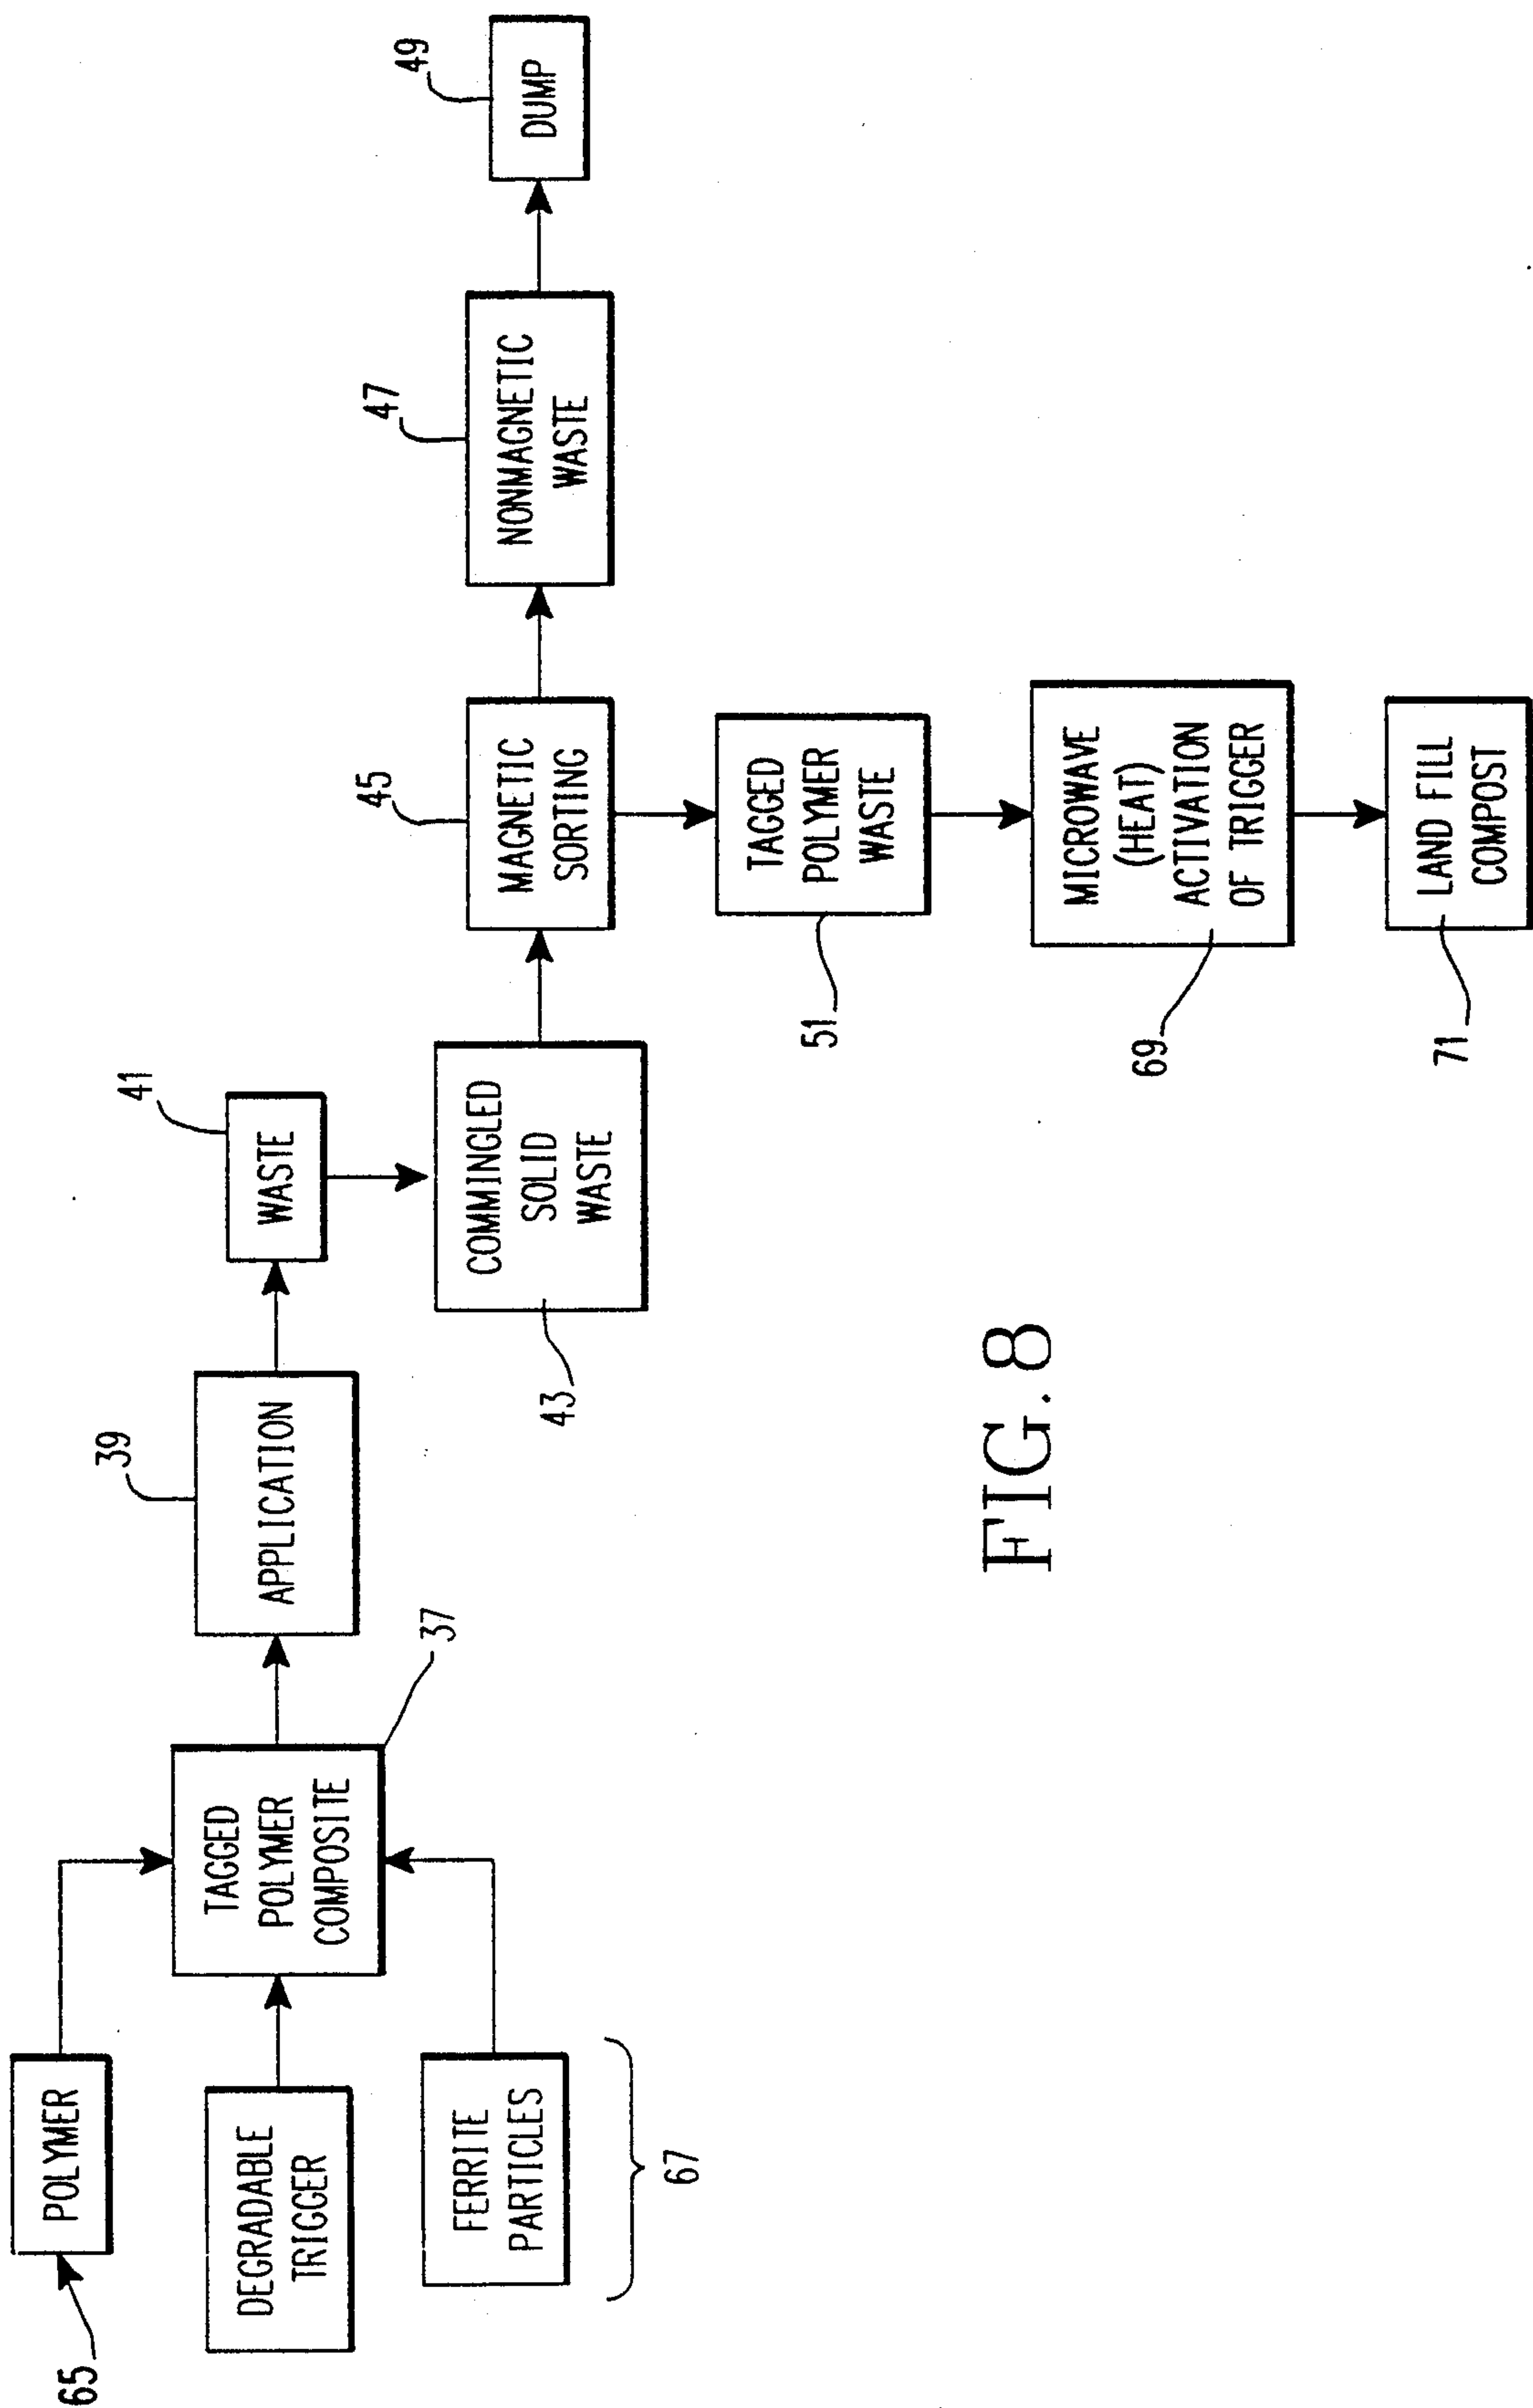 65
POLYMER
DEGRADABLE
TRIGGER
FERRITE
PARTICLES
67
TAGGED
POLYMER
COMPOSITE
37
39
APPLICATION
41
WASTE
COMMINGLED
SOLID
WASTE
43
45
MAGNETIC
SORTING
47
NONMAGNETIC
WASTE
49
DUMP
TAGGED
POLYMER
WASTE
51
MICROWAVE
(HEAT)
ACTIVATION
OF TRIGGER
69
LAND FILL
COMPOST
71
FIG. 8